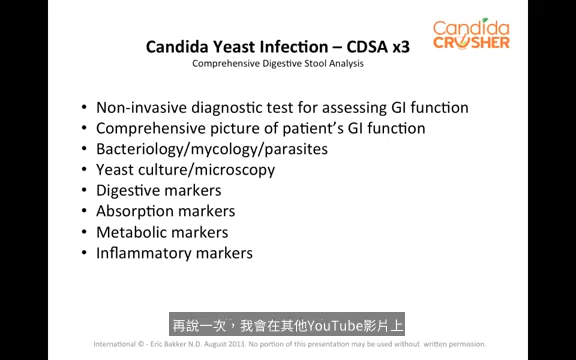 Candida
CRUSHER
Candida Yeast Infection – CDSA x3
Comprehensive Digestive Stool Analysis
• Non-invasive diagnostic test for assessing GI function
• Comprehensive picture of patient's GI function
• Bacteriology/mycology/parasites
• Yeast culture/microscopy
• Digestive markers
• Absorption markers
• Metabolic markers
• Inflammatory markers
再說一次，我會在其他YouTube影片上
International © - Eric Bakker N.D. August 2013. No portion of this presentation may be used without written permission.